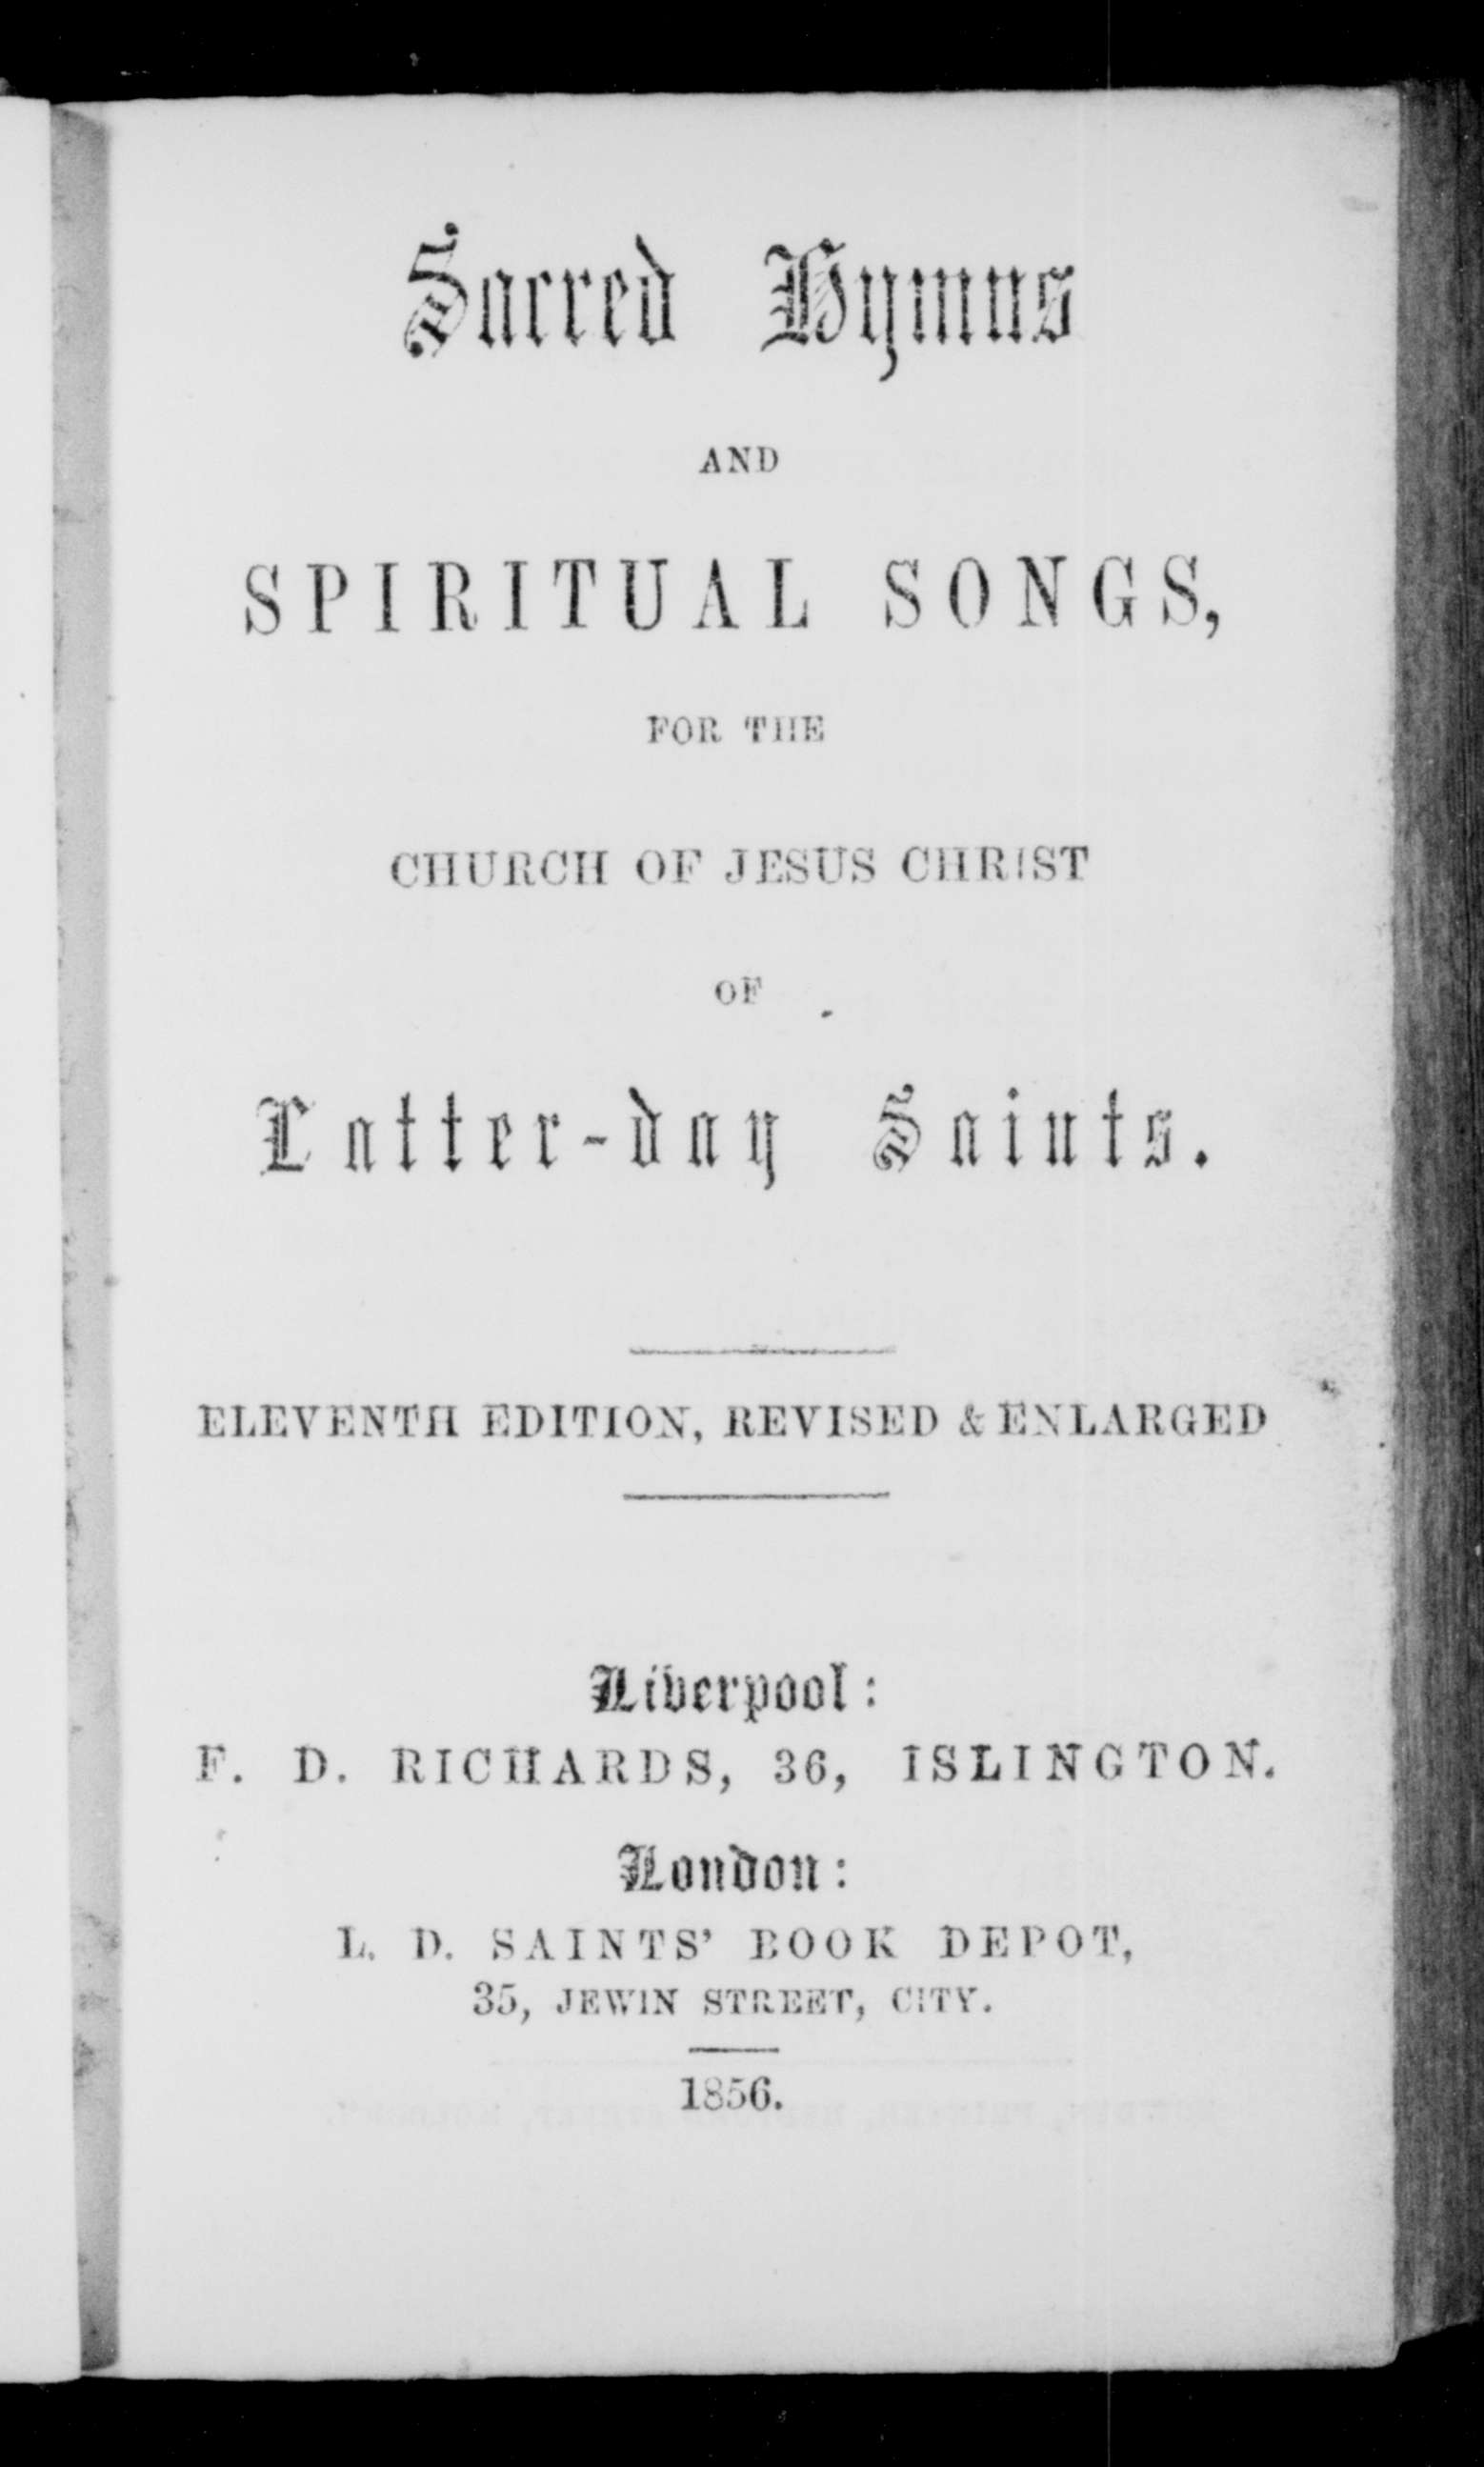 Sacred Hymns
AND
SPIRITUAL SONGS,
FOR THE
CHURCH OF JESUS CHRIST
OF
Latter-day Saints.
ELEVENTH EDITION, REVISED & ENLARGED
Liverpool:
F. D. RICHARDS, 36, ISLINGTON.
London:
L. D. SAINTS' BOOK DEPOT,
35, JEWIN STREET, CITY.
1856.